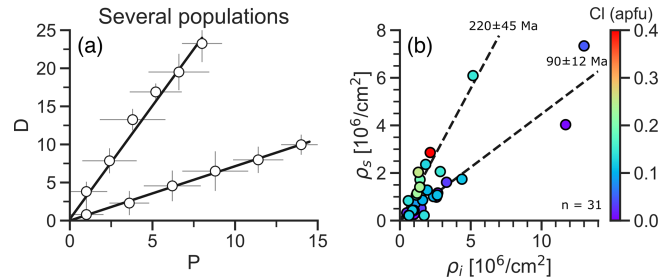 Several populations
(a)
25
20
15
10
5
0
D
0
5
10
15
P
(b)
220±45 Ma
90±12 Ma
8
6
4
2
0
ρs [10⁶/cm²]
0
5
10
ρi [10⁶/cm²]
n = 31
Cl (apfu)
0.4
0.3
0.2
0.1
0.0